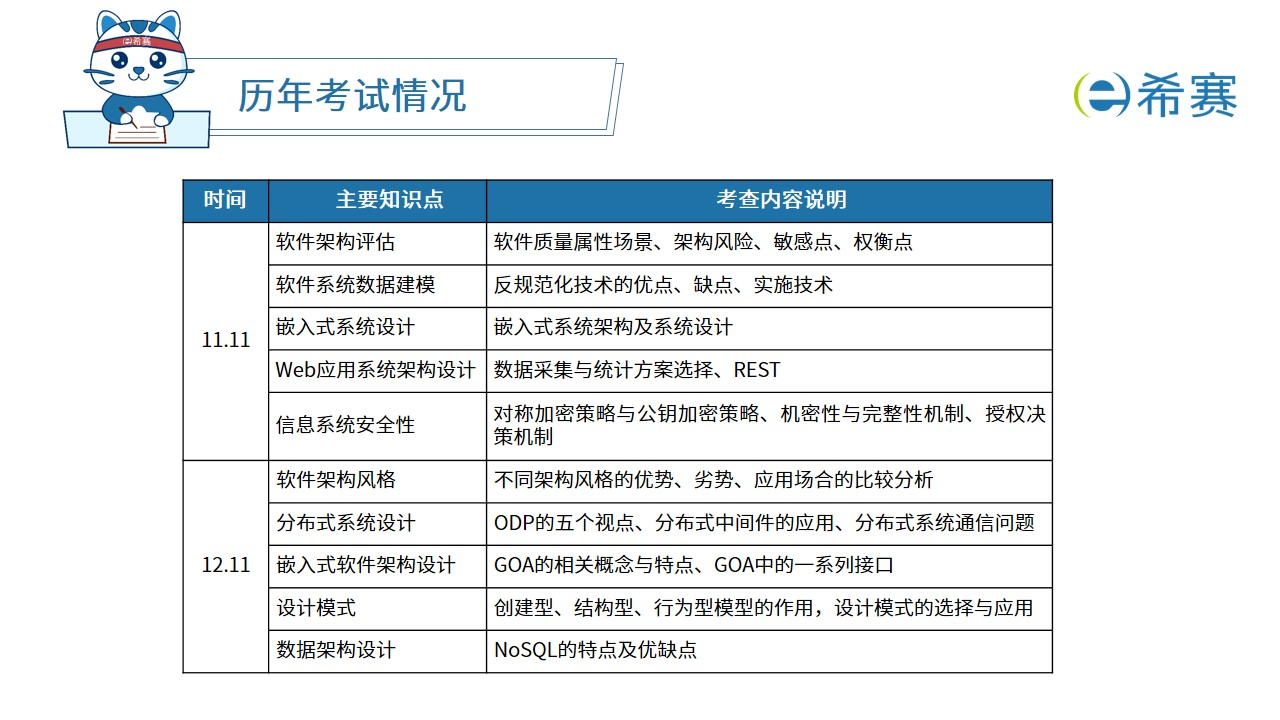 希赛
历年考试情况
希赛
时间 主要知识点 考查内容说明
11.11
软件架构评估 软件质量属性场景、架构风险、敏感点、权衡点
软件系统数据建模 反规范化技术的优点、缺点、实施技术
嵌入式系统设计 嵌入式系统架构及系统设计
Web应用系统架构设计 数据采集与统计方案选择、REST
信息系统安全性 对称加密策略与公钥加密策略、机密性与完整性机制、授权决
策机制
12.11
软件架构风格 不同架构风格的优势、劣势、应用场合的比较分析
分布式系统设计 ODP的五个视点、分布式中间件的应用、分布式系统通信问题
嵌入式软件架构设计 GOA的相关概念与特点、GOA中的一系列接口
设计模式 创建型、结构型、行为型模型的作用，设计模式的选择与应用
数据架构设计 NoSQL的特点及优缺点